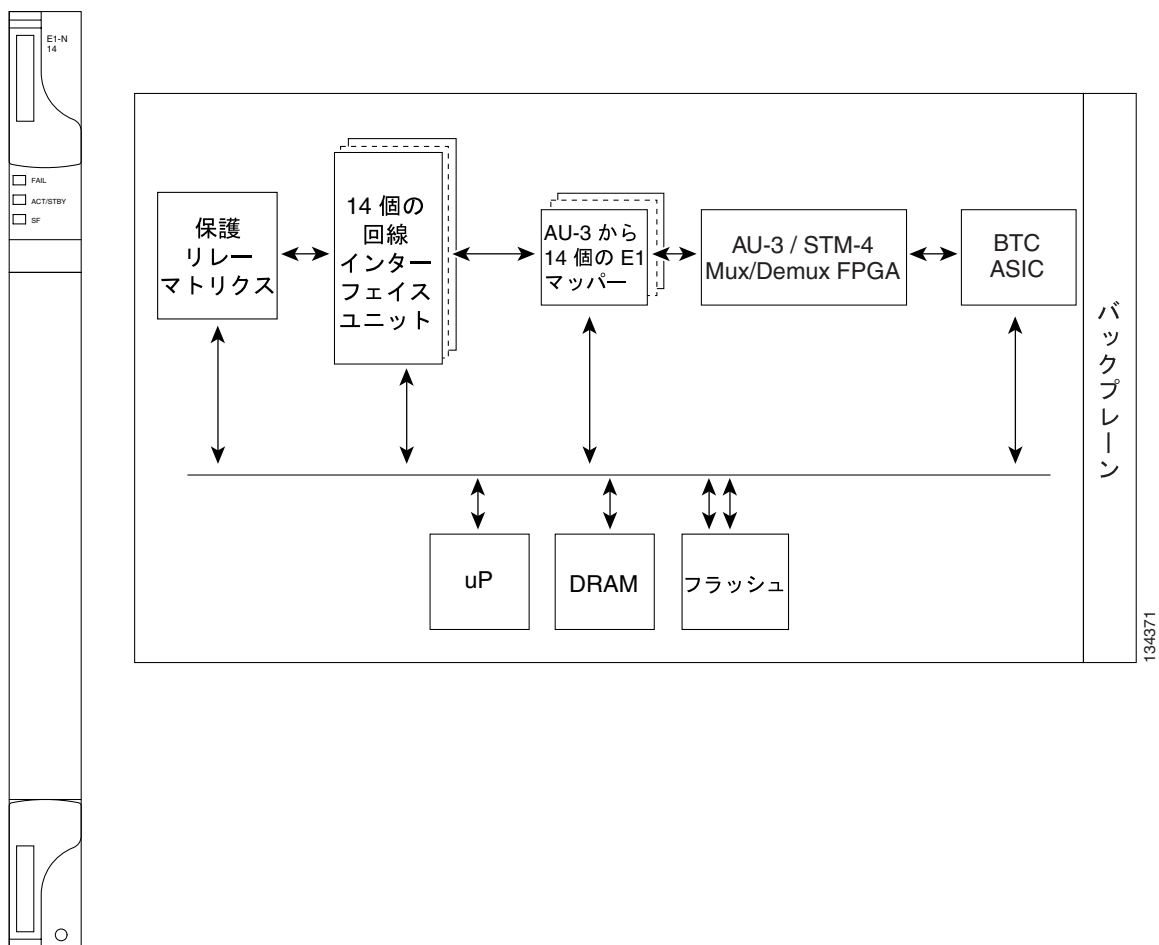 E1-N
14
FAIL
ACT/STBY
SF
保護
リレー
マトリクス
14 個の
回線
インター
フェイス
ユニット
AU-3 から
14 個の E1
マッパー
AU-3 / STM-4
Mux/Demux FPGA
BTC
ASIC
uP
DRAM
フラッシュ
バックプレーン
134371